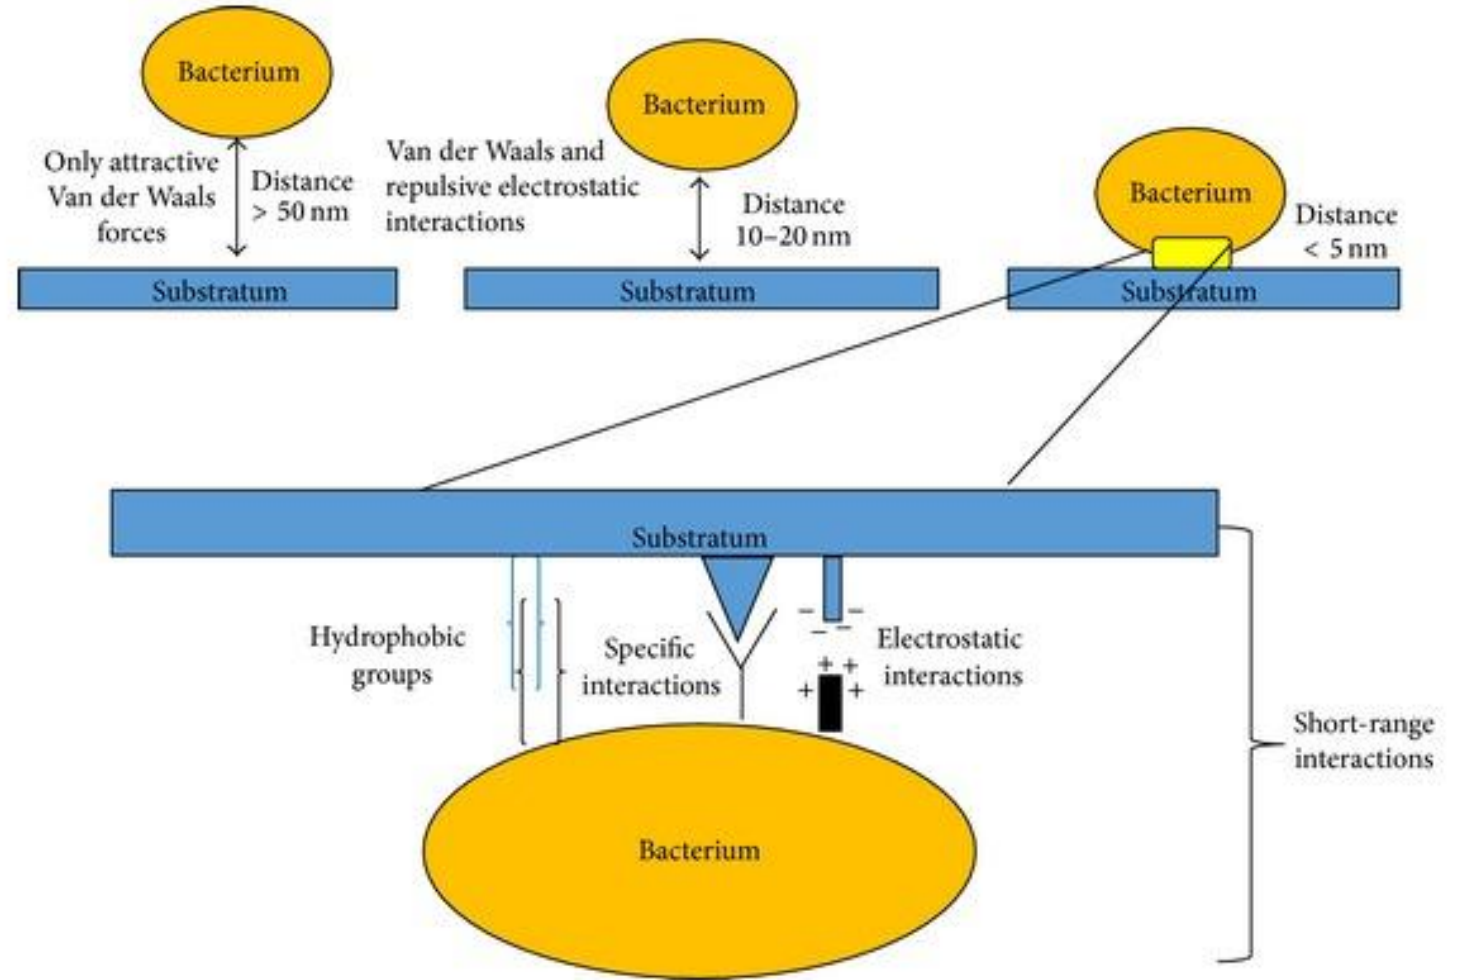 Bacterium
Only attractive
Van der Waals
forces
Distance
> 50 nm
Substratum
Bacterium
Van der Waals and
repulsive electrostatic
interactions
Distance
10–20 nm
Substratum
Bacterium
Distance
< 5 nm
Substratum
Substratum
Hydrophobic
groups
Specific
interactions
– –
– –
+ +
+ +
Electrostatic
interactions
Short-range
interactions
Bacterium